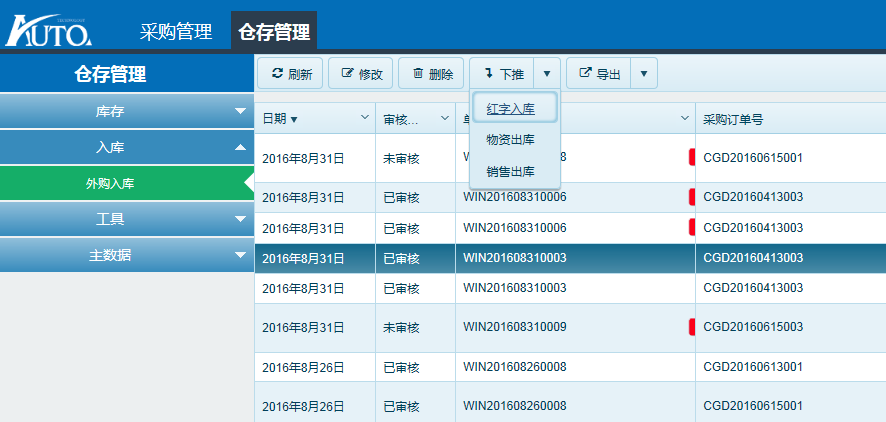 AUTO.
采购管理
仓存管理
仓存管理
库存
入库
外购入库
工具
主数据
刷新
修改
删除
下推
导出
红字入库
物资出库
销售出库
日期 审核... 单 采购订单号
2016年8月31日 未审核 W 8 CGD20160615001
2016年8月31日 已审核 WIN201608310006 CGD20160413003
2016年8月31日 已审核 WIN201608310006 CGD20160413003
2016年8月31日 已审核 WIN201608310003 CGD20160413003
2016年8月31日 已审核 WIN201608310003 CGD20160413003
2016年8月31日 未审核 WIN201608310009 CGD20160615003
2016年8月26日 已审核 WIN201608260008 CGD20160613001
2016年8月26日 已审核 WIN201608260008 CGD20160615001